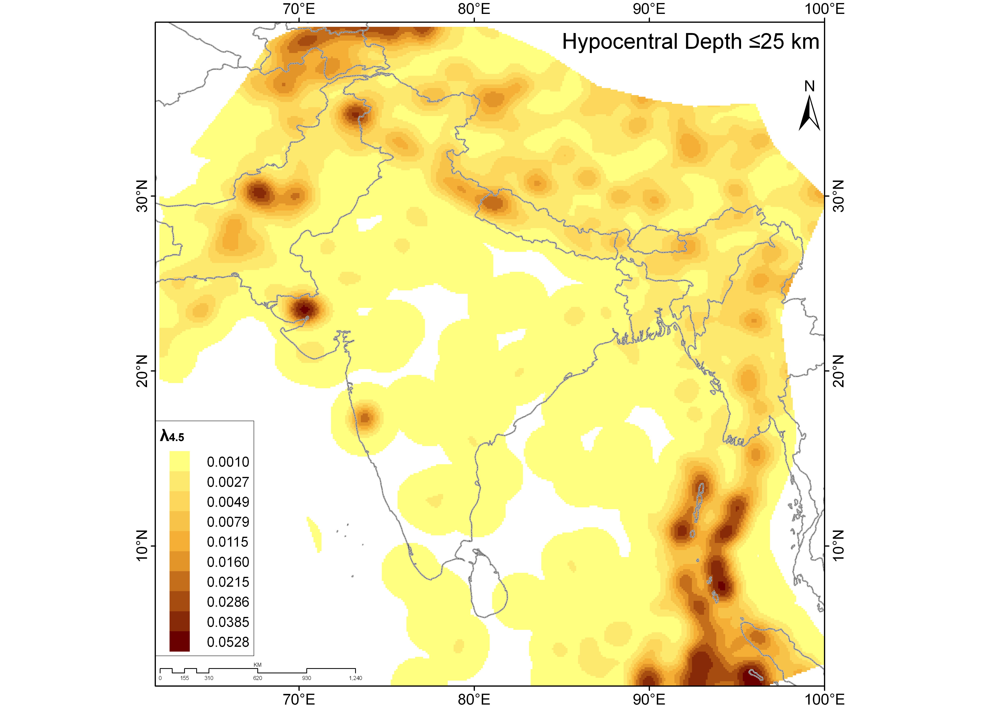 70°E 80°E 90°E 100°E
Hypocentral Depth ≤25 km
N
30°N 30°N
20°N 20°N
10°N 10°N
λ4.5
0.0010
0.0027
0.0049
0.0079
0.0115
0.0160
0.0215
0.0286
0.0385
0.0528
KM
0 155 310 620 930 1,240
70°E 80°E 90°E 100°E